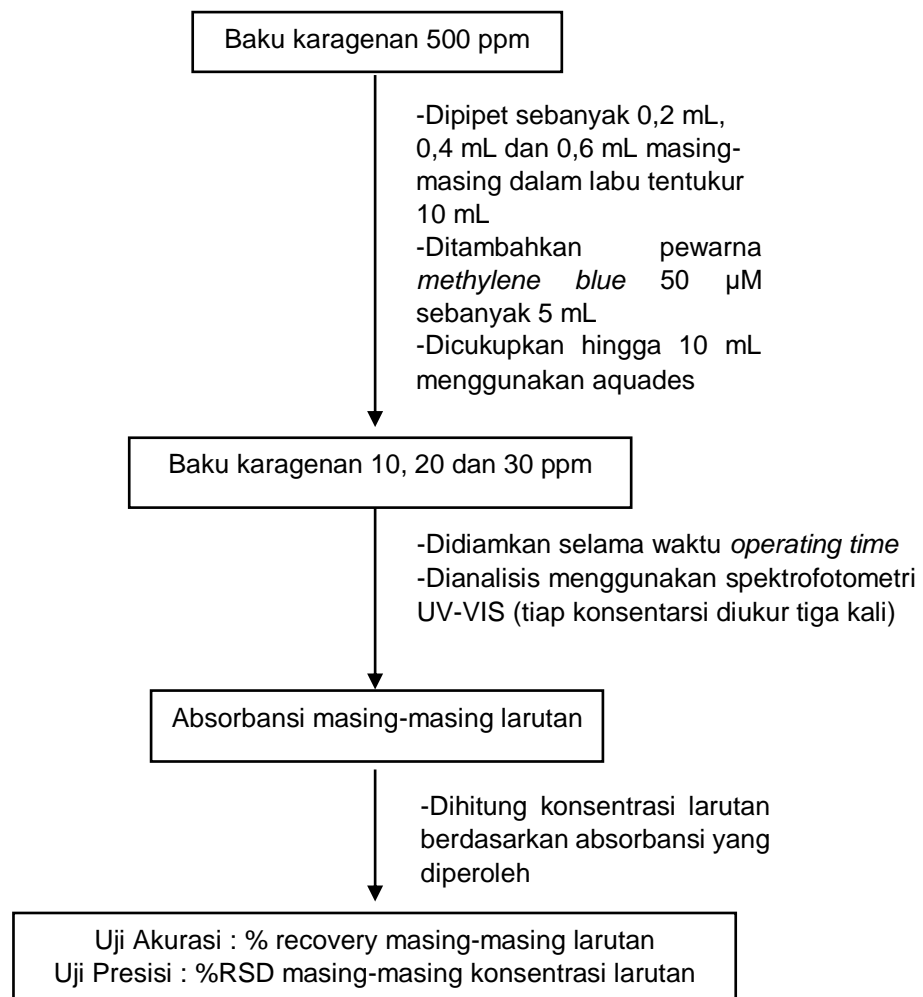 Baku karagenan 500 ppm
-Dipipet sebanyak 0,2 mL,
0,4 mL dan 0,6 mL masing-
masing dalam labu tentukur
10 mL
-Ditambahkan pewarna
methylene blue 50 µM
sebanyak 5 mL
-Dicukupkan hingga 10 mL
menggunakan aquades
Baku karagenan 10, 20 dan 30 ppm
-Didiamkan selama waktu operating time
-Dianalisis menggunakan spektrofotometri
UV-VIS (tiap konsentarsi diukur tiga kali)
Absorbansi masing-masing larutan
-Dihitung konsentrasi larutan
berdasarkan absorbansi yang
diperoleh
Uji Akurasi : % recovery masing-masing larutan
Uji Presisi : %RSD masing-masing konsentrasi larutan